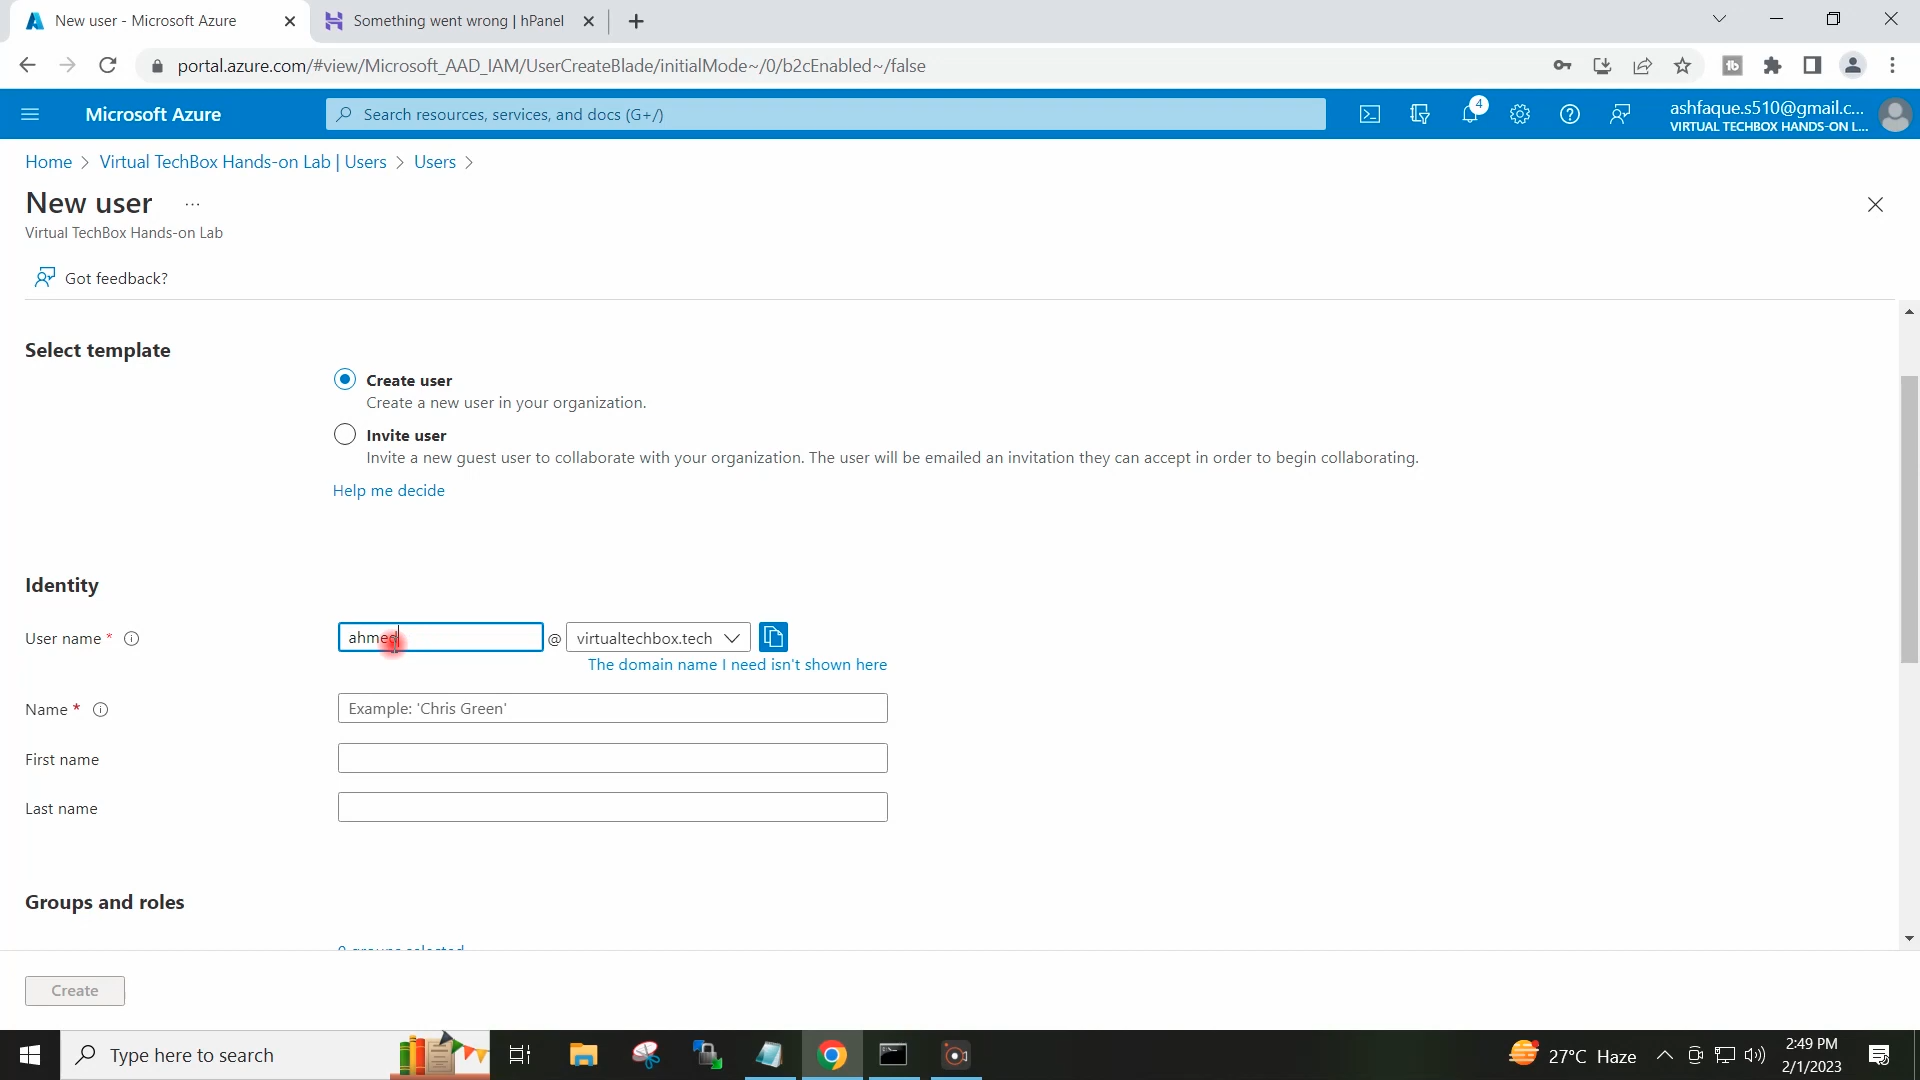 New user - Microsoft Azure
Something went wrong | hPanel
portal.azure.com/#view/Microsoft_AAD_IAM/UserCreateBlade/initialMode~/0/b2cEnabled~/false
Microsoft Azure
Search resources, services, and docs (G+/)
4
ashfaque.s510@gmail.c...
VIRTUAL TECHBOX HANDS-ON L...
Home > Virtual TechBox Hands-on Lab | Users > Users >
New user ...
Virtual TechBox Hands-on Lab
Got feedback?
Select template
Create user
Create a new user in your organization.
Invite user
Invite a new guest user to collaborate with your organization. The user will be emailed an invitation they can accept in order to begin collaborating.
Help me decide
Identity
User name *
ahmed
@
virtualtechbox.tech
The domain name I need isn't shown here
Name *
Example: 'Chris Green'
First name
Last name
Groups and roles
0 groups selected
Create
Type here to search
27°C Haze
2:49 PM
2/1/2023